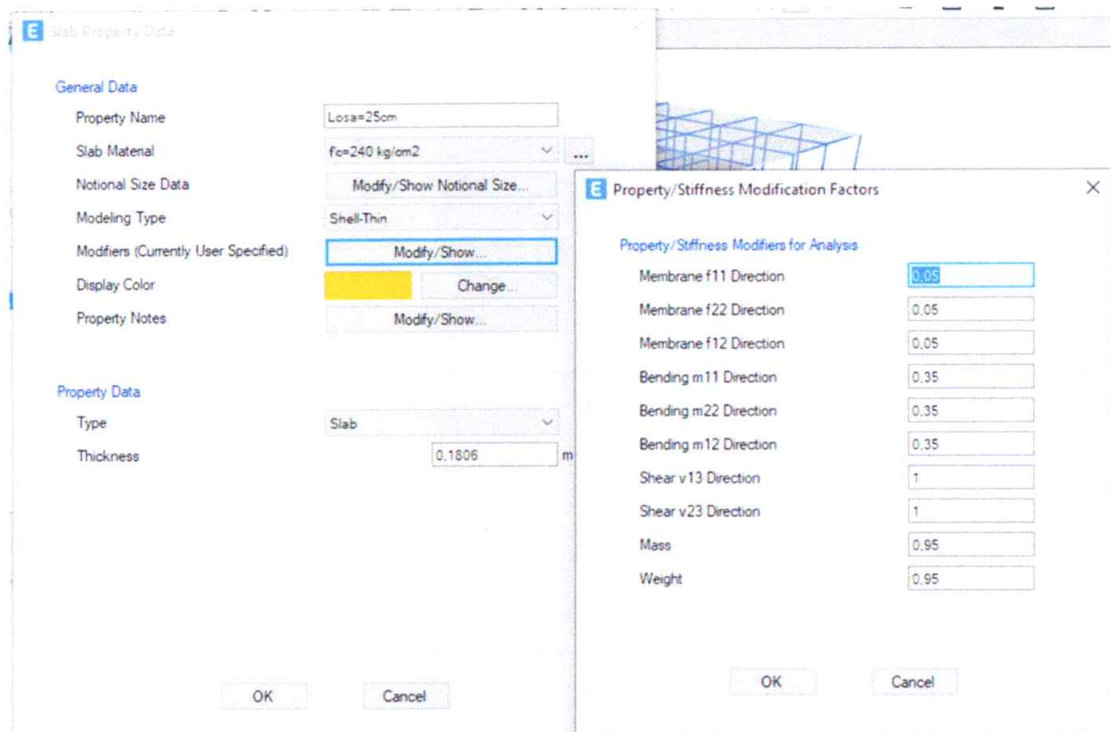 E Slab Property Data
General Data
Property Name Losa=25cm
Slab Material fc=240 kg/cm2 ...
Notional Size Data Modify/Show Notional Size...
Modeling Type Shell-Thin
Modifiers (Currently User Specified) Modify/Show...
Display Color Change...
Property Notes Modify/Show...
Property Data
Type Slab
Thickness 0,1806 m
E Property/Stiffness Modification Factors
Property/Stiffness Modifiers for Analysis
Membrane f11 Direction 0,05
Membrane f22 Direction 0,05
Membrane f12 Direction 0,05
Bending m11 Direction 0,35
Bending m22 Direction 0,35
Bending m12 Direction 0,35
Shear v13 Direction 1
Shear v23 Direction 1
Mass 0,95
Weight 0,95
OK Cancel
OK Cancel